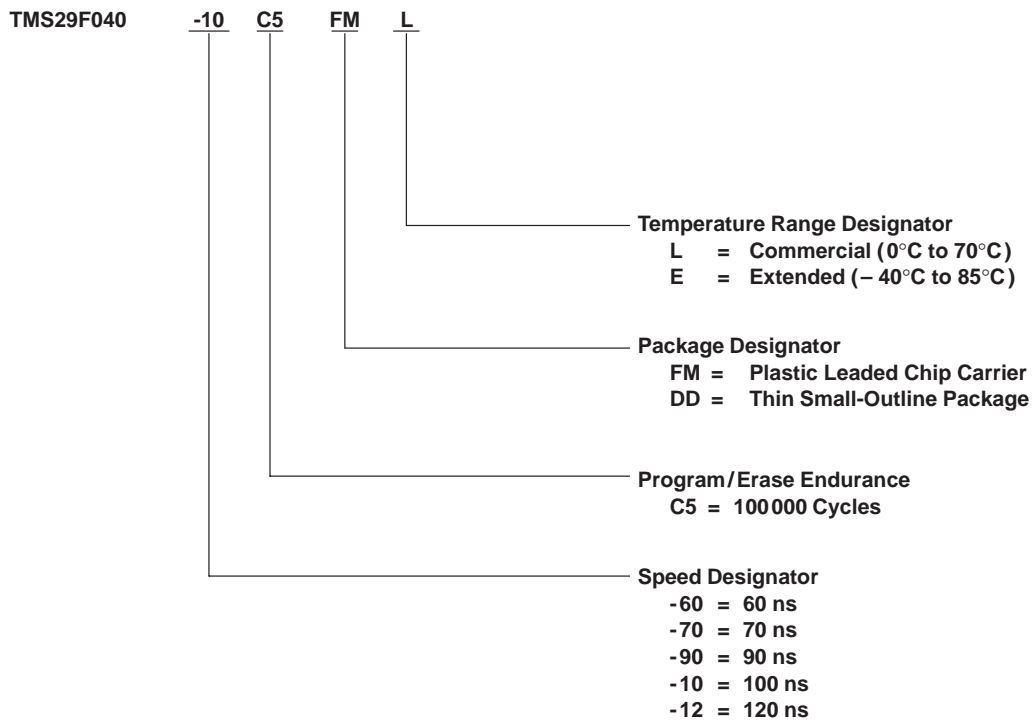 TMS29F040 -10 C5 FM L
Temperature Range Designator
L = Commercial (0°C to 70°C)
E = Extended (– 40°C to 85°C)
Package Designator
FM = Plastic Leaded Chip Carrier
DD = Thin Small-Outline Package
Program/Erase Endurance
C5 = 100000 Cycles
Speed Designator
-60 = 60 ns
-70 = 70 ns
-90 = 90 ns
-10 = 100 ns
-12 = 120 ns